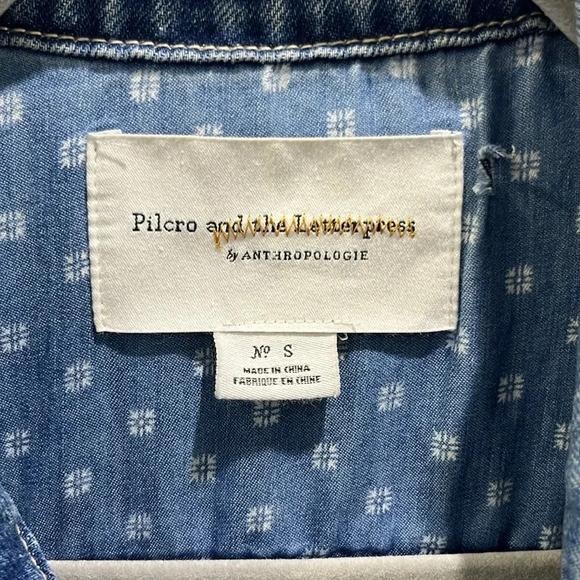 Pilcro and the Letterpress
by ANTHROPOLOGIE
Nº S
MADE IN CHINA
FABRIQUE EN CHINE